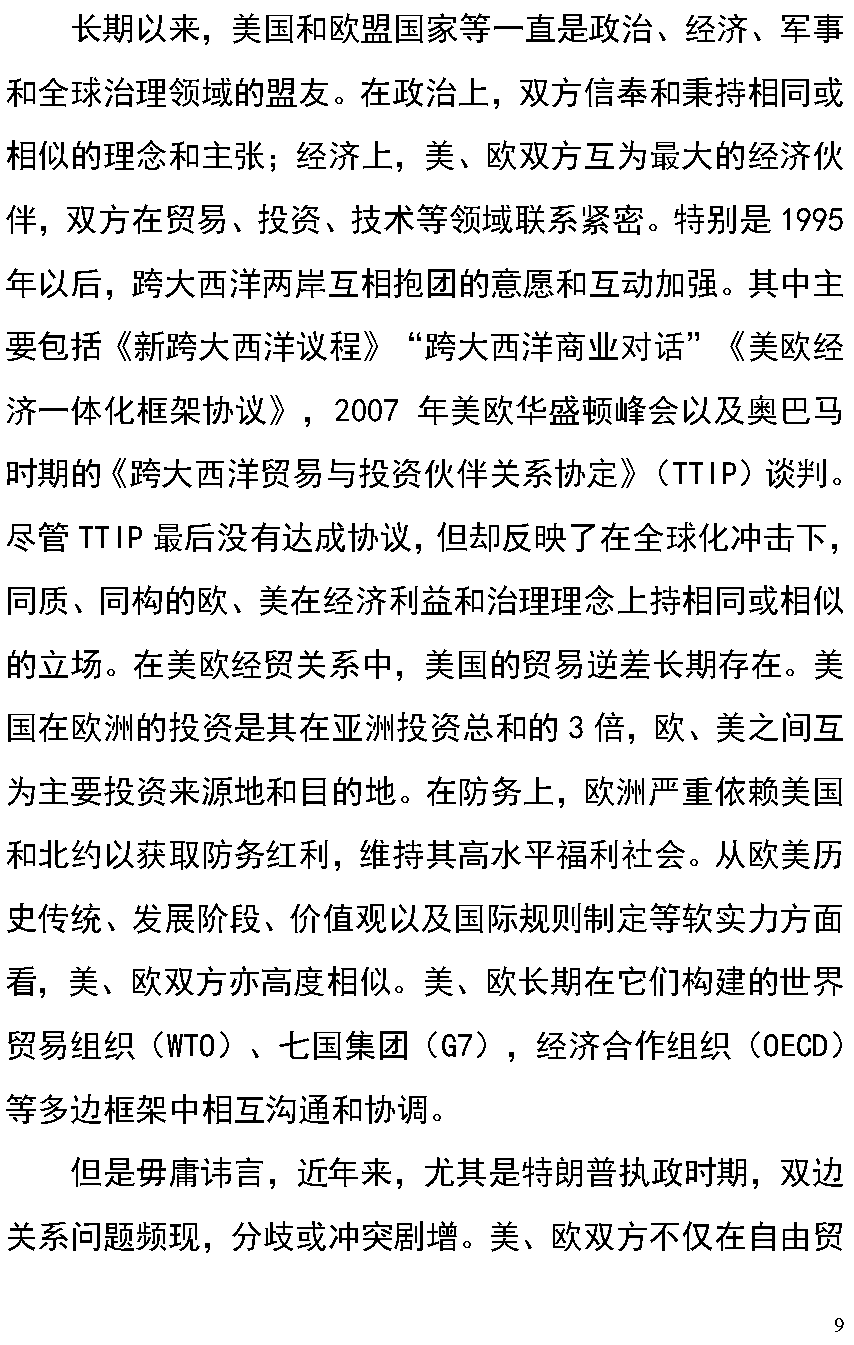 长期以来，美国和欧盟国家等一直是政治、经济、军事
和全球治理领域的盟友。在政治上，双方信奉和秉持相同或
相似的理念和主张；经济上，美、欧双方互为最大的经济伙
伴，双方在贸易、投资、技术等领域联系紧密。特别是 1995
年以后，跨大西洋两岸互相抱团的意愿和互动加强。其中主
要包括《新跨大西洋议程》“跨大西洋商业对话”《美欧经
济一体化框架协议》，2007 年美欧华盛顿峰会以及奥巴马
时期的《跨大西洋贸易与投资伙伴关系协定》（TTIP）谈判。
尽管 TTIP 最后没有达成协议，但却反映了在全球化冲击下，
同质、同构的欧、美在经济利益和治理理念上持相同或相似
的立场。在美欧经贸关系中，美国的贸易逆差长期存在。美
国在欧洲的投资是其在亚洲投资总和的 3 倍，欧、美之间互
为主要投资来源地和目的地。在防务上，欧洲严重依赖美国
和北约以获取防务红利，维持其高水平福利社会。从欧美历
史传统、发展阶段、价值观以及国际规则制定等软实力方面
看，美、欧双方亦高度相似。美、欧长期在它们构建的世界
贸易组织（WTO）、七国集团（G7），经济合作组织（OECD）
等多边框架中相互沟通和协调。
但是毋庸讳言，近年来，尤其是特朗普执政时期，双边
关系问题频现，分歧或冲突剧增。美、欧双方不仅在自由贸
9